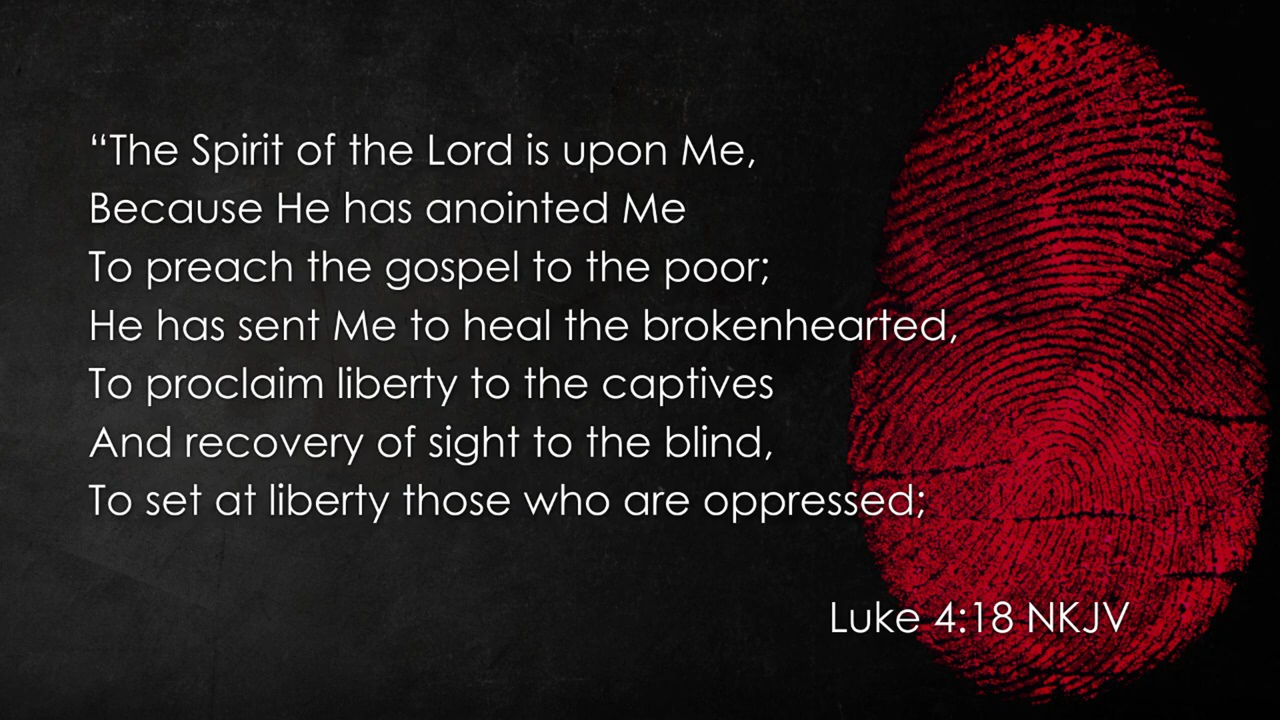 “The Spirit of the Lord is upon Me,
Because He has anointed Me
To preach the gospel to the poor;
He has sent Me to heal the brokenhearted,
To proclaim liberty to the captives
And recovery of sight to the blind,
To set at liberty those who are oppressed;
Luke 4:18 NKJV